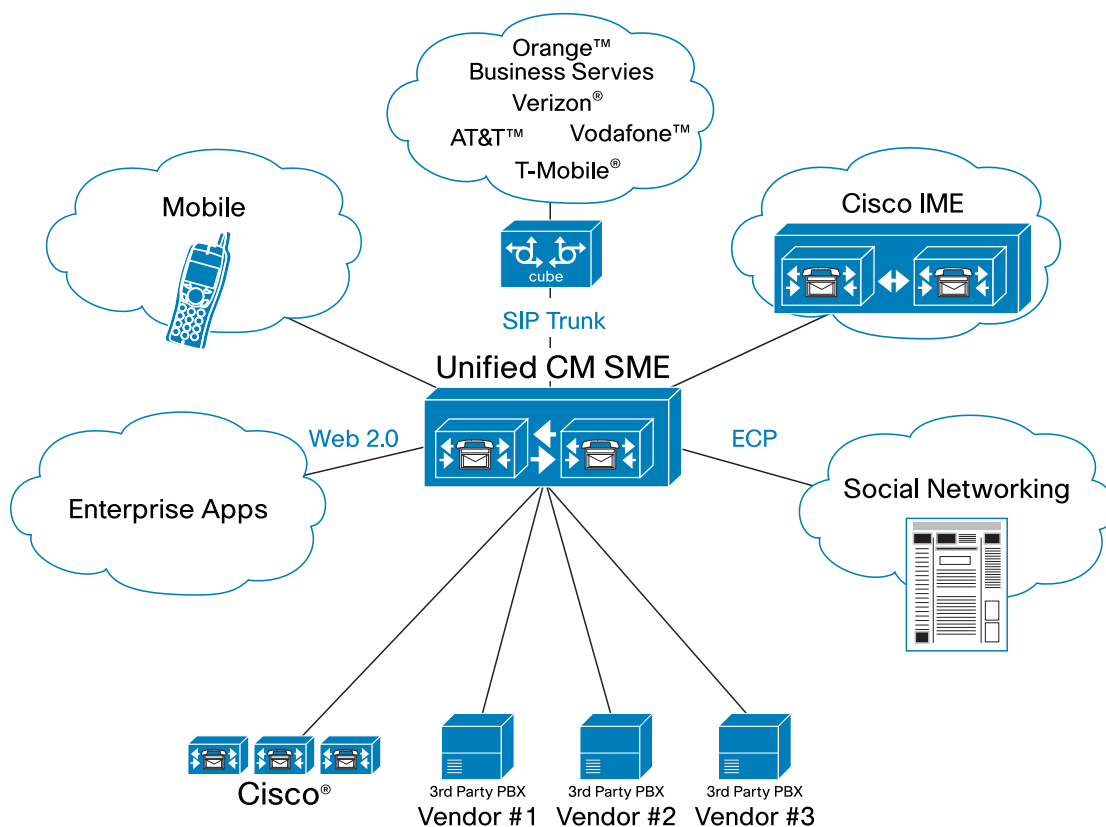 Orange™
Business Servies
Verizon®
AT&T™ Vodafone™
T-Mobile®
Mobile
Cisco IME
cube
SIP Trunk
Unified CM SME
Web 2.0
ECP
Enterprise Apps
Social Networking
Cisco®
3rd Party PBX
Vendor #1
3rd Party PBX
Vendor #2
3rd Party PBX
Vendor #3